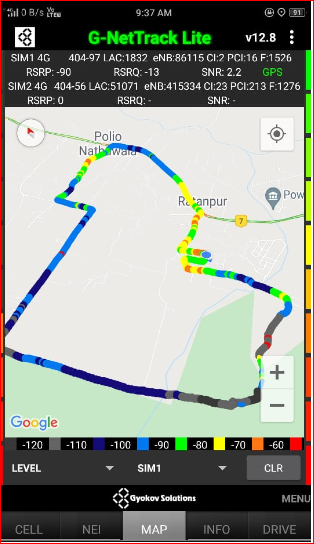 4G 0 B/S Vo LTE 9:37 AM 91
G-NetTrack Lite v12.8
SIM1 4G 404-97 LAC:1832 eNB:86115 CI:2 PCI:16 F:1526
RSRP: -90 RSRQ: -13 SNR: 2.2 GPS
SIM2 4G 404-56 LAC:51071 eNB:415334 CI:23 PCI:213 F:1276
RSRP: 0 RSRQ: - SNR: -
Polio
Nathawala
Ratanpur
Pow
7
+
−
Google
-120 -110 -100 -90 -80 -70 -60
LEVEL SIM1 CLR
Gyokov Solutions MENU
CELL NEI MAP INFO DRIVE